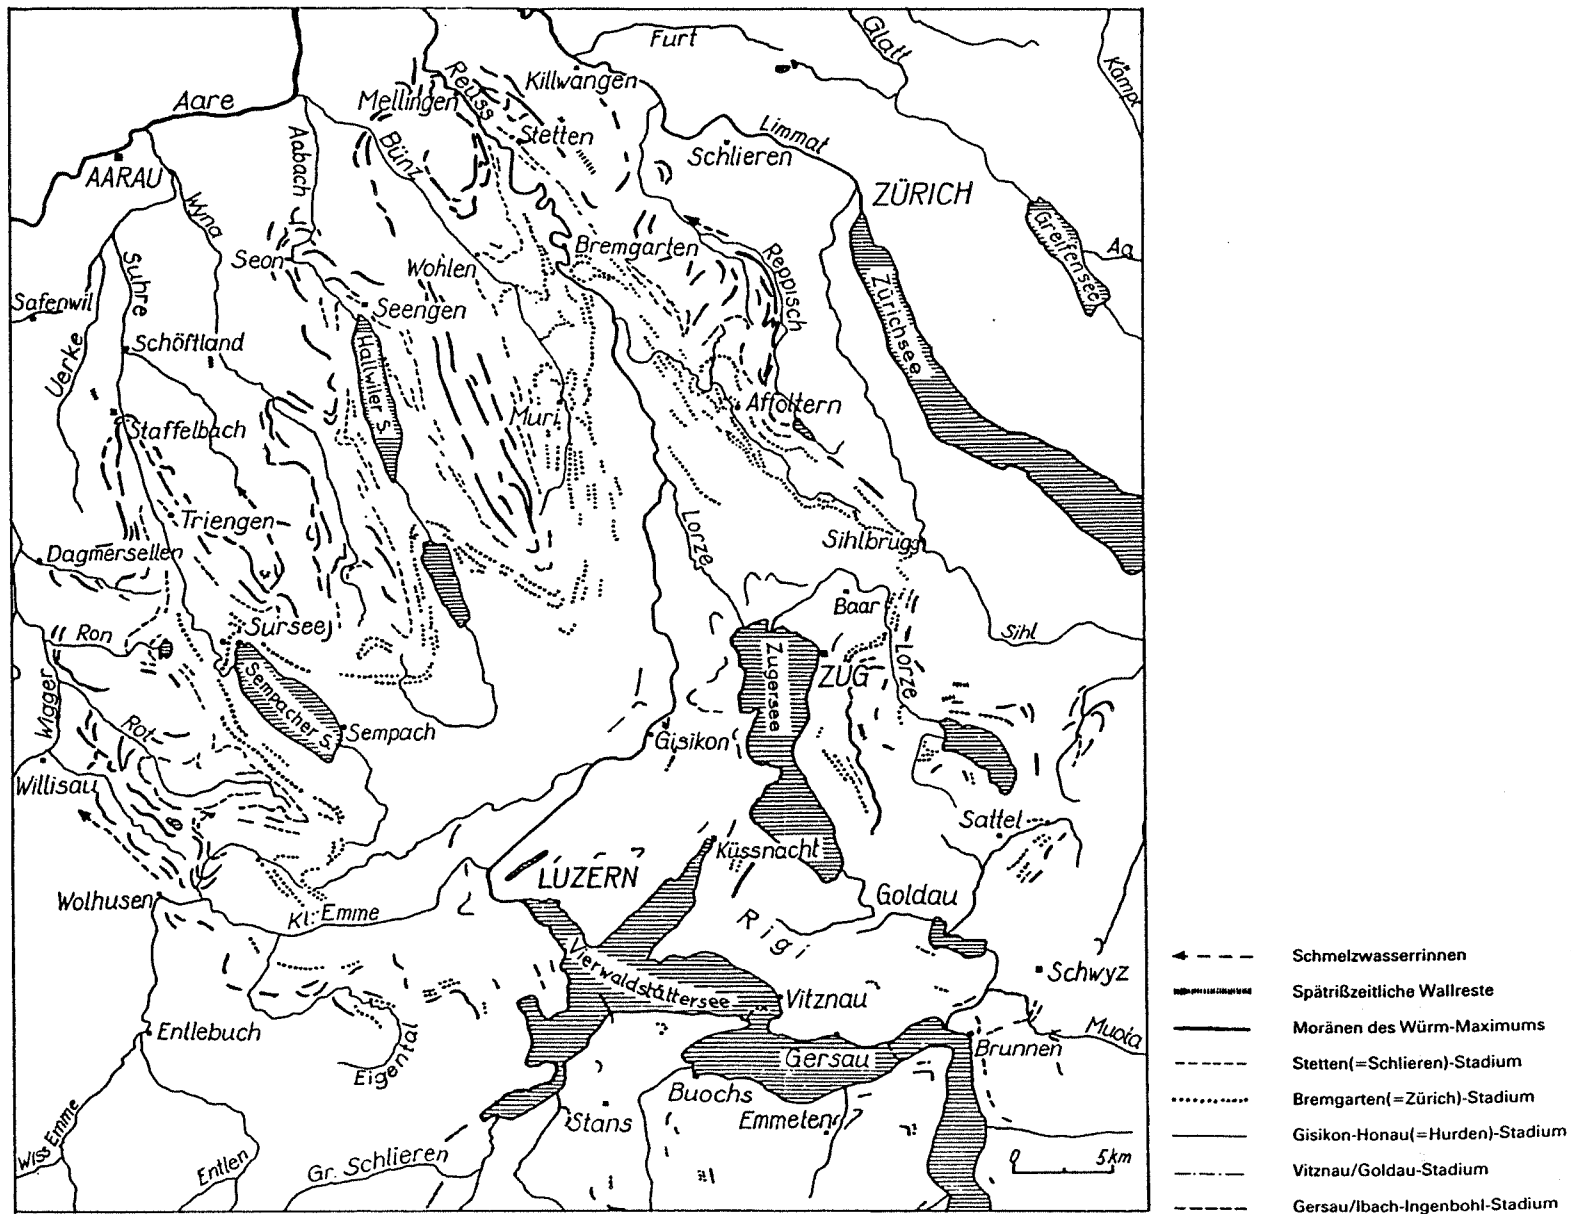 Furt
Glatt
Kämpt
Killwangen
Reuss
Mellingen
Aare
Stetten
Limmat
Schlieren
Aabach
Bünz
AARAU
ZÜRICH
Wyna
Greifensee
Aa
Bremgarten
Reppisch
Suhre
Seon
Wohlen
Zürichsee
Safenwil
Seengen
Schöftland
Uerke
Hallwiler S.
Muri
Affoltern
Staffelbach
Triengen
Lorze
Sihlbrugg
Dagmersellen
Baar
Sursee
Ron
Sihl
Zugersee
ZUG
Lorze
Wigger
Sempacher S.
Rot
Sempach
Gisikon
Willisau
Sattel
Küssnacht
LUZERN
Goldau
Wolhusen
Kl. Emme
Rigi
Vierwaldstättersee
Schwyz
Vitznau
Entlebuch
Muota
Brunnen
Gersau
Eigental
Buochs
Stans
Emmeten
Wiss Emme
Entlen
Gr. Schlieren
0 5km
Schmelzwasserrinnen
Spätrißzeitliche Wallreste
Moränen des Würm-Maximums
Stetten(=Schlieren)-Stadium
Bremgarten(=Zürich)-Stadium
Gisikon-Honau(=Hurden)-Stadium
Vitznau/Goldau-Stadium
Gersau/Ibach-Ingenbohl-Stadium